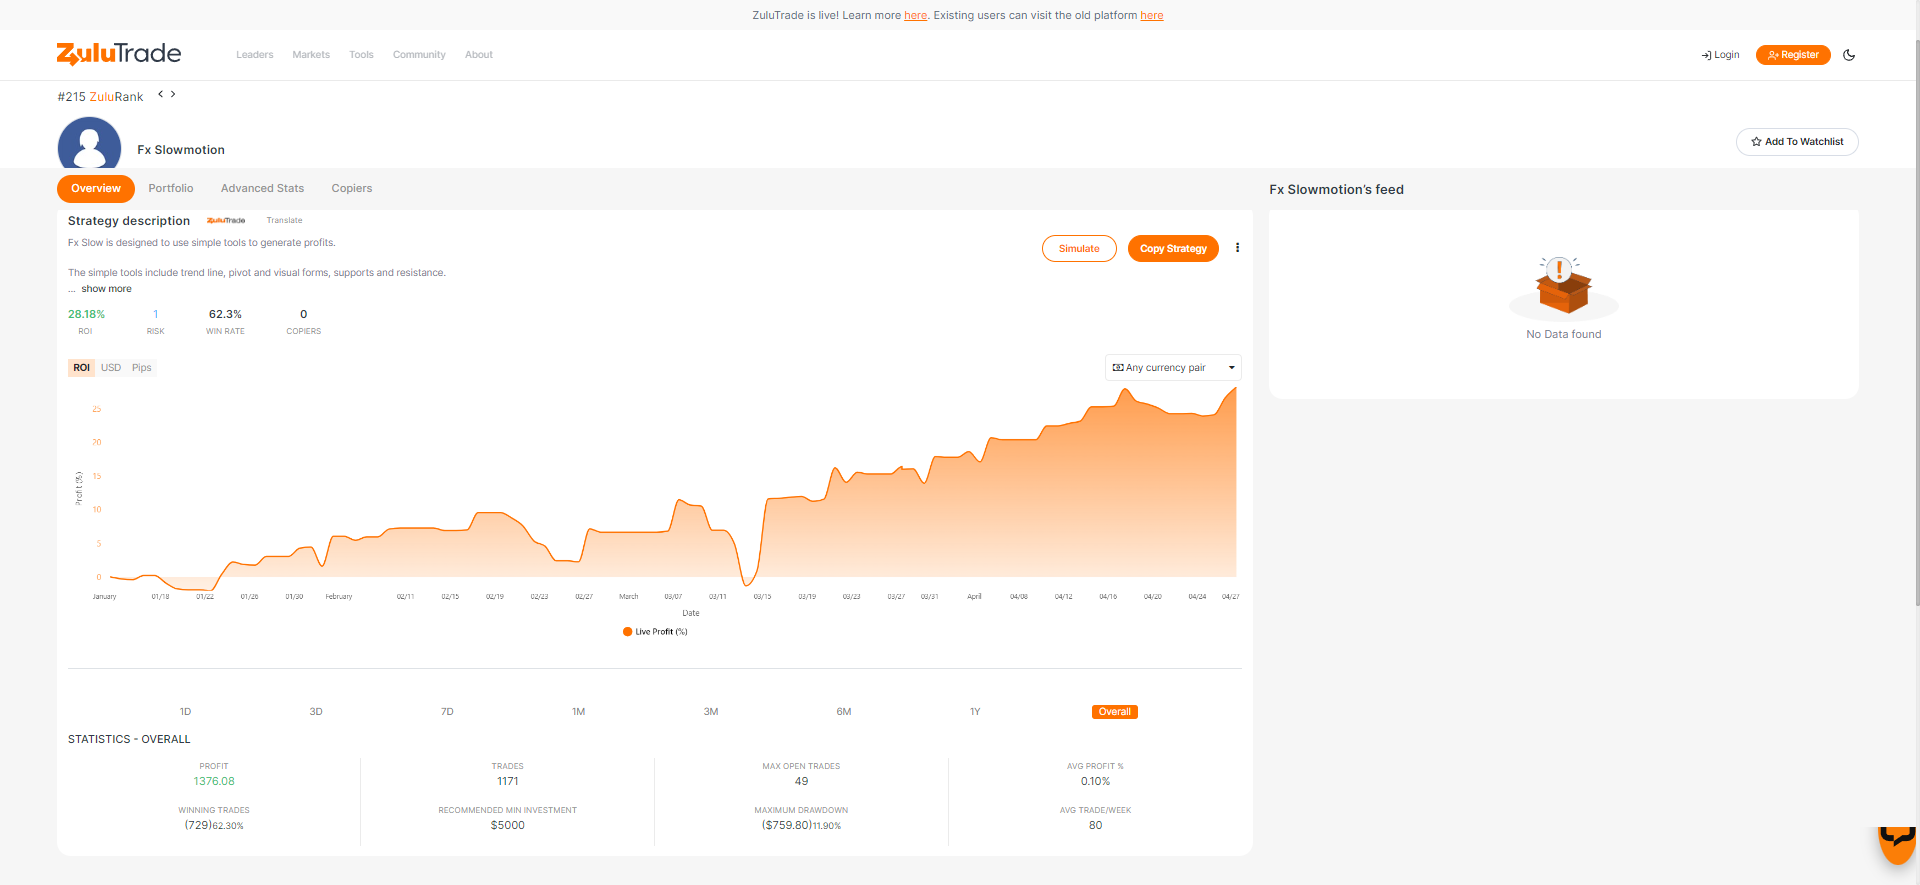 ZuluTrade is live! Learn more here. Existing users can visit the old platform here
ZuluTrade
Leaders Markets Tools Community About
Login Register
#215 ZuluRank < >
Fx Slowmotion
Add To Watchlist
Overview Portfolio Advanced Stats Copiers
Fx Slowmotion's feed
Strategy description ZuluTrade Translate
Fx Slow is designed to use simple tools to generate profits.
Simulate Copy Strategy
The simple tools include trend line, pivot and visual forms, supports and resistance.
... show more
28.18% 1 62.3% 0
ROI RISK WIN RATE COPIERS
No Data found
ROI USD Pips
Any currency pair
25
20
15
10
5
0
Profit (%)
January 01/18 01/22 01/26 01/30 February 02/11 02/15 02/19 02/23 02/27 March 03/07 03/11 03/15 03/19 03/23 03/27 03/31 April 04/08 04/12 04/16 04/20 04/24 04/27
Date
Live Profit (%)
1D 3D 7D 1M 3M 6M 1Y Overall
STATISTICS - OVERALL
PROFIT TRADES MAX OPEN TRADES AVG PROFIT %
1376.08 1171 49 0.10%
WINNING TRADES RECOMMENDED MIN INVESTMENT MAXIMUM DRAWDOWN AVG TRADE/WEEK
(729)62.30% $5000 ($759.80)11.90% 80